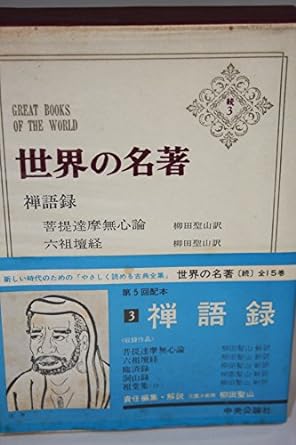 続
3
GREAT BOOKS
OF THE WORLD
世界の名著
禅語録
菩提達摩無心論 柳田聖山訳
六祖壇経 柳田聖山訳
新しい時代のための「やさしく読める古典全集」 世界の名著〈続〉全15巻
第5回配本
3 禅語録
菩提達摩無心論
六祖壇経
臨済録
洞山録
祖堂集
責任編集・解説 柳田聖山
中央公論社